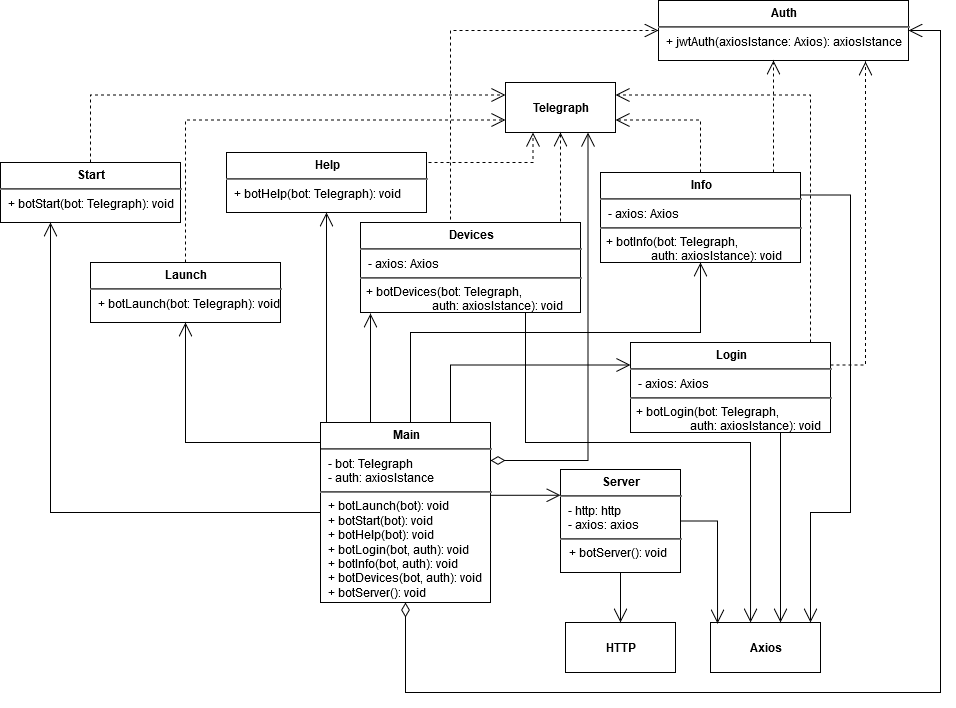 Auth
+ jwtAuth(axiosIstance: Axios): axiosIstance
Telegraph
Start
+ botStart(bot: Telegraph): void
Help
+ botHelp(bot: Telegraph): void
Info
- axios: Axios
+ botInfo(bot: Telegraph,
auth: axiosIstance): void
Devices
- axios: Axios
+ botDevices(bot: Telegraph,
auth: axiosIstance): void
Launch
+ botLaunch(bot: Telegraph): void
Login
- axios: Axios
+ botLogin(bot: Telegraph,
auth: axiosIstance): void
Main
- bot: Telegraph
- auth: axiosIstance
+ botLaunch(bot): void
+ botStart(bot): void
+ botHelp(bot): void
+ botLogin(bot, auth): void
+ botInfo(bot, auth): void
+ botDevices(bot, auth): void
+ botServer(): void
Server
- http: http
- axios: axios
+ botServer(): void
HTTP
Axios